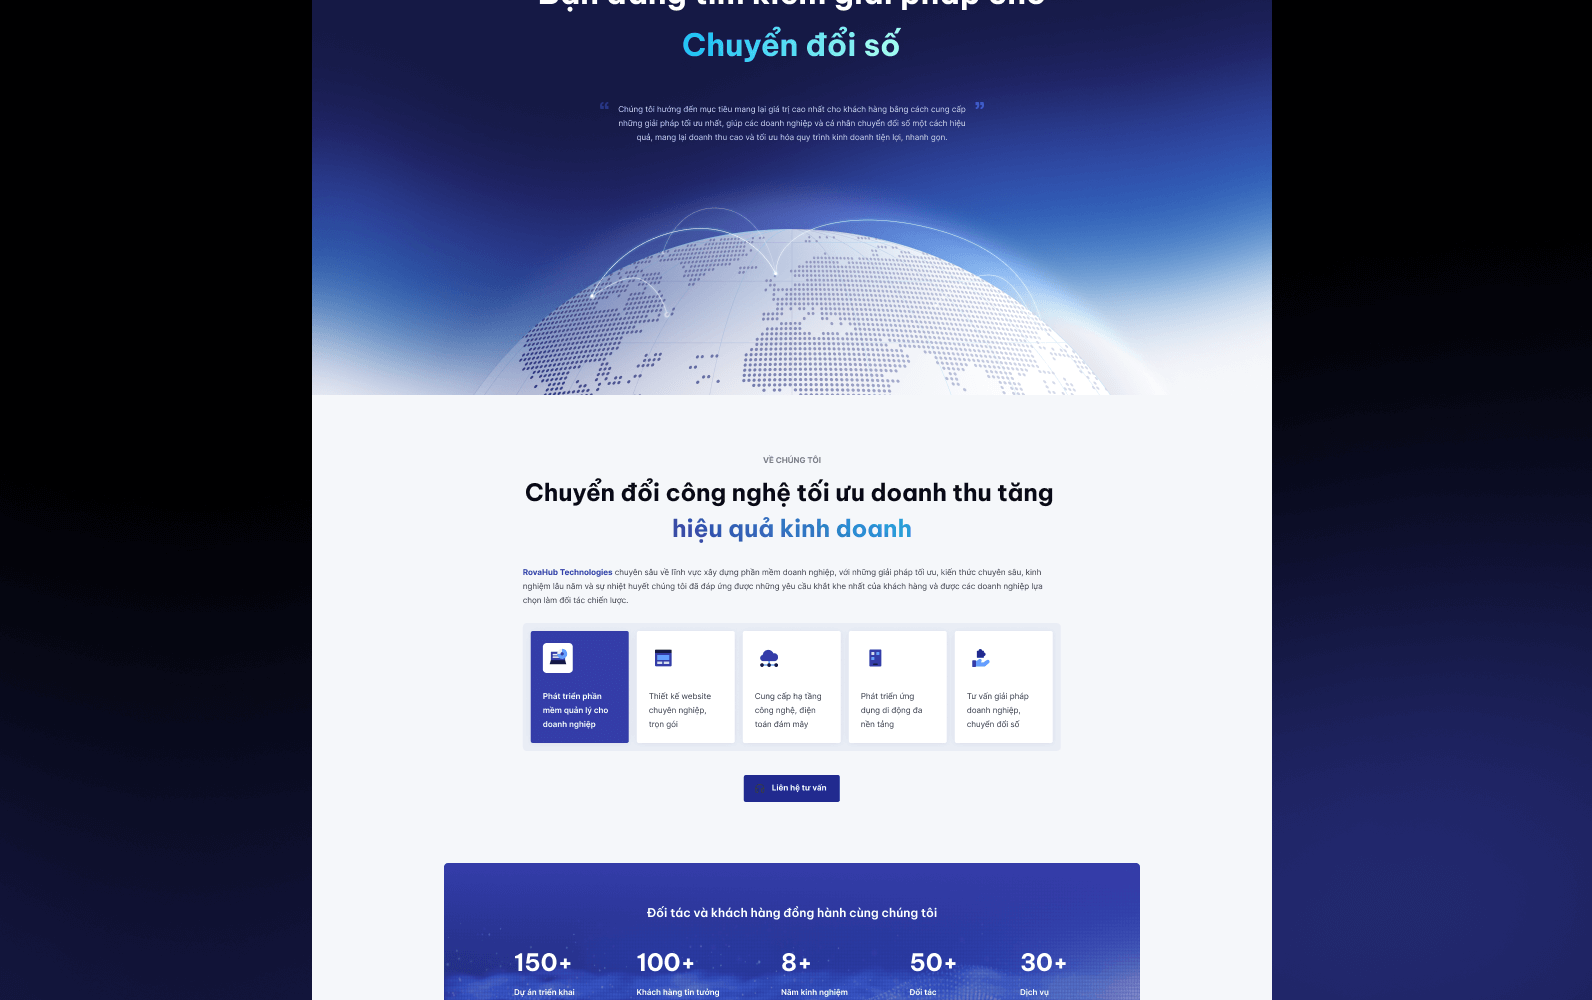 Bạn đang tìm kiếm giải pháp cho
Chuyển đổi số
“ Chúng tôi hướng đến mục tiêu mang lại giá trị cao nhất cho khách hàng bằng cách cung cấp ”
những giải pháp tối ưu nhất, giúp các doanh nghiệp và cá nhân chuyển đổi số một cách hiệu
quả, mang lại doanh thu cao và tối ưu hóa quy trình kinh doanh tiện lợi, nhanh gọn.
VỀ CHÚNG TÔI
Chuyển đổi công nghệ tối ưu doanh thu tăng
hiệu quả kinh doanh
RovaHub Technologies chuyên sâu về lĩnh vực xây dựng phần mềm doanh nghiệp, với những giải pháp tối ưu, kiến thức chuyên sâu, kinh
nghiệm lâu năm và sự nhiệt huyết chúng tôi đã đáp ứng được những yêu cầu khắt khe nhất của khách hàng và được các doanh nghiệp lựa
chọn làm đối tác chiến lược.
Phát triển phần
mềm quản lý cho
doanh nghiệp
Thiết kế website
chuyên nghiệp,
trọn gói
Cung cấp hạ tầng
công nghệ, điện
toán đám mây
Phát triển ứng
dụng di động đa
nền tảng
Tư vấn giải pháp
doanh nghiệp,
chuyển đổi số
Liên hệ tư vấn
Đối tác và khách hàng đồng hành cùng chúng tôi
150+ 100+ 8+ 50+ 30+
Dự án triển khai Khách hàng tin tưởng Năm kinh nghiệm Đối tác Dịch vụ